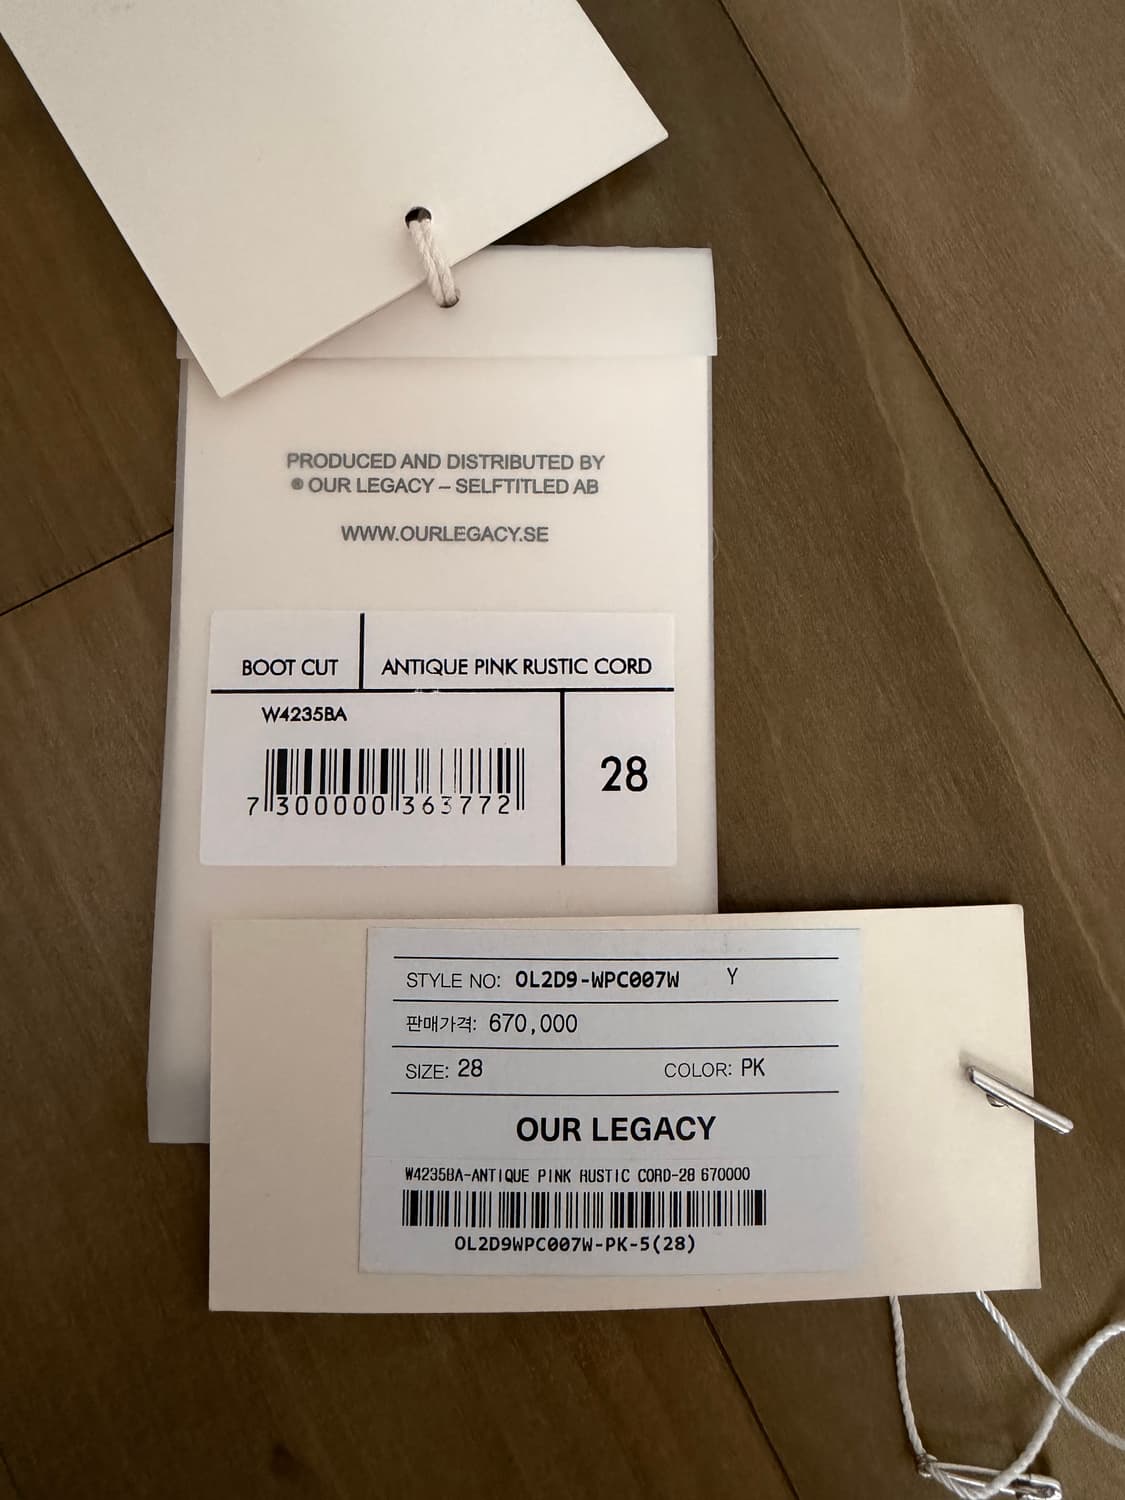 PRODUCED AND DISTRIBUTED BY
® OUR LEGACY – SELFTITLED AB
WWW.OURLEGACY.SE
BOOT CUT ANTIQUE PINK RUSTIC CORD
W4235BA
7 300000 363772
28
STYLE NO: OL2D9-WPC007W Y
판매가격: 670,000
SIZE: 28 COLOR: PK
OUR LEGACY
W4235BA-ANTIQUE PINK RUSTIC CORD-28 670000
OL2D9WPC007W-PK-5(28)